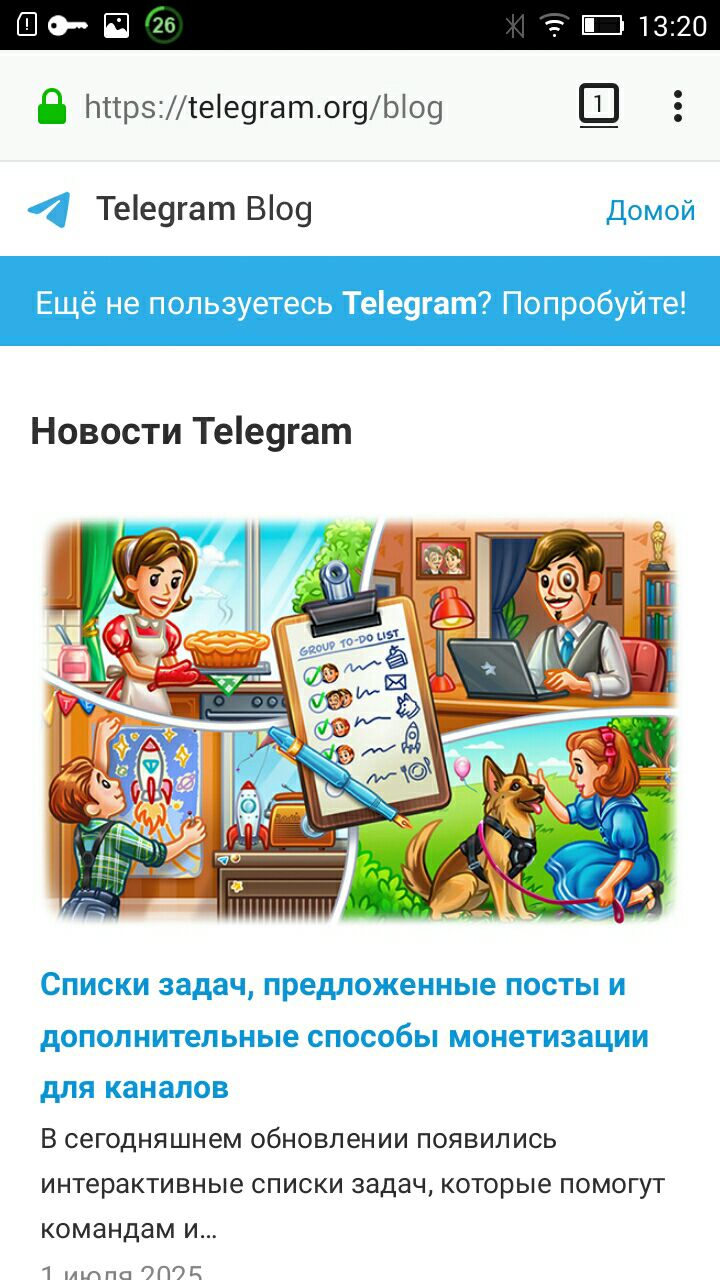 26
13:20
https://telegram.org/blog
1
Telegram Blog
Домой
Ещё не пользуетесь Telegram? Попробуйте!
Новости Telegram
GROUP TO-DO LIST
Списки задач, предложенные посты и
дополнительные способы монетизации
для каналов
В сегодняшнем обновлении появились
интерактивные списки задач, которые помогут
командам и…
1 июля 2025